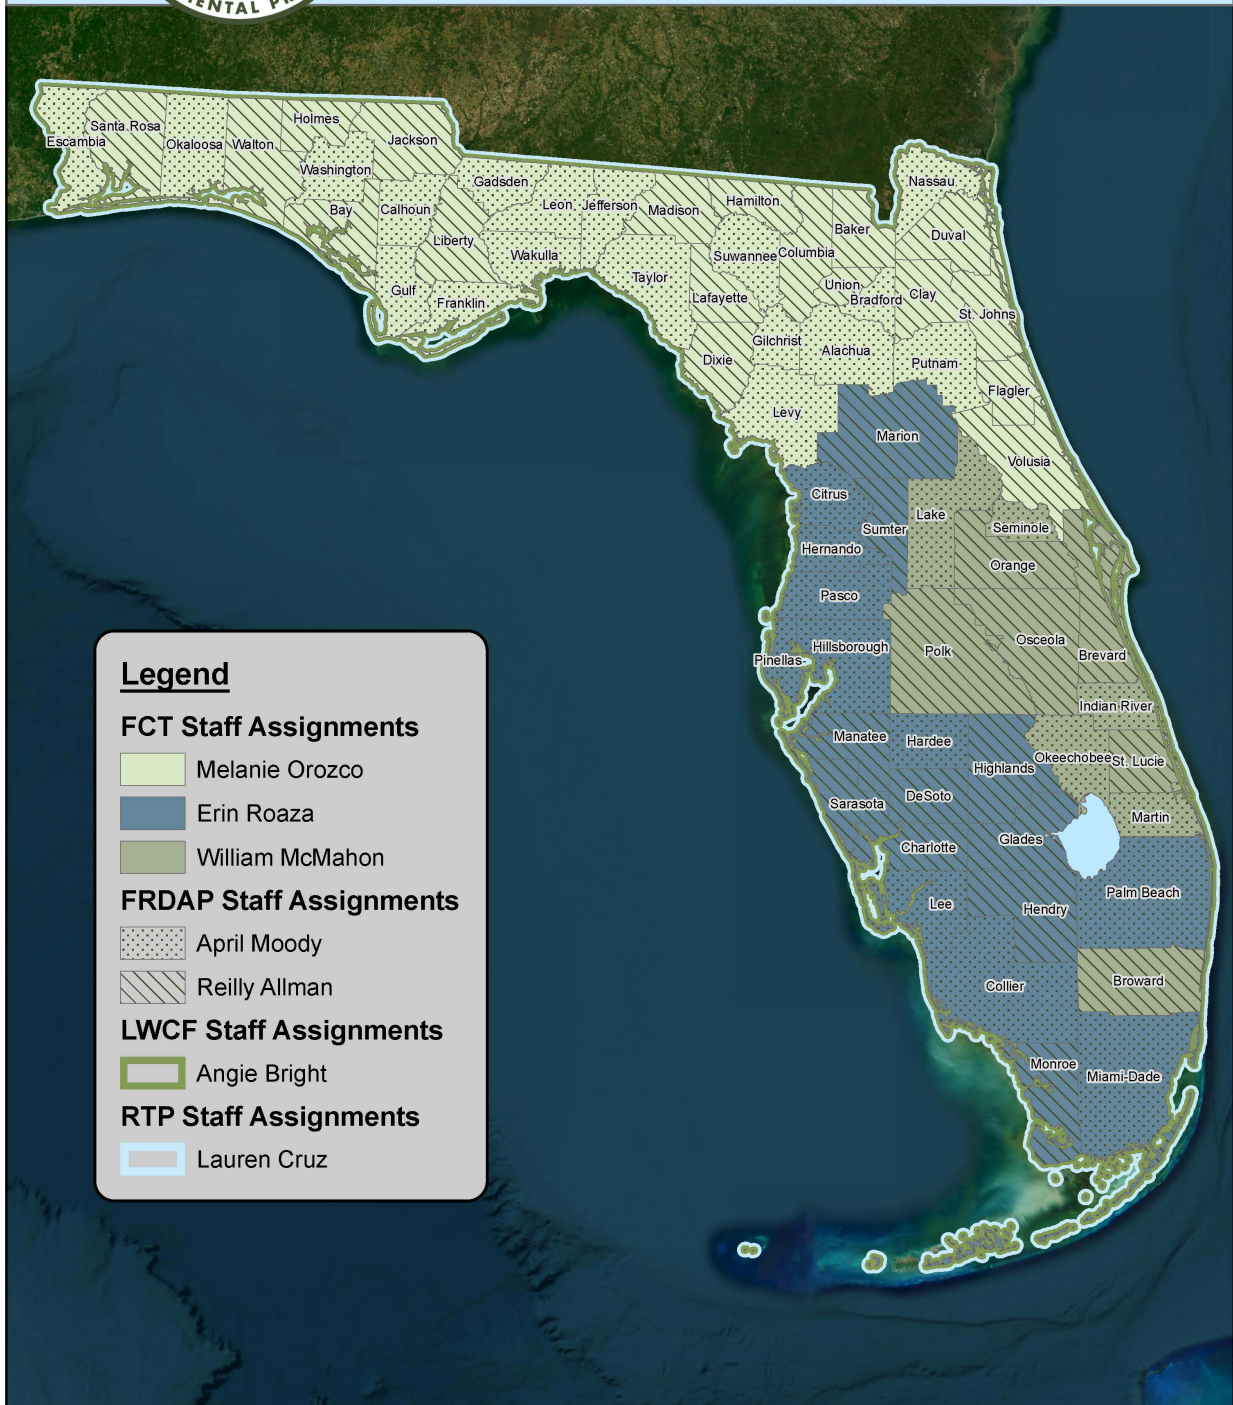 ENTAL PR
Nassau
Holmes
Santa Rosa
Escambia
Okaloosa
Walton
Jackson
Washington
Gadsden
Bay
Calhoun
Leon
Jefferson
Madison
Hamilton
Baker
Duval
Liberty
Wakulla
Suwannee
Columbia
Taylor
Union
Gulf
Franklin
Lafayette
Bradford
Clay
St. Johns
Gilchrist
Dixie
Alachua
Putnam
Flagler
Levy
Marion
Volusia
Citrus
Lake
Sumter
Seminole
Hernando
Orange
Pasco
Hillsborough
Pinellas
Polk
Osceola
Brevard
Indian River
Manatee
Hardee
Highlands
Okeechobee
St. Lucie
Sarasota
DeSoto
Martin
Charlotte
Glades
Lee
Hendry
Palm Beach
Collier
Broward
Monroe
Miami-Dade
Legend
FCT Staff Assignments
Melanie Orozco
Erin Roaza
William McMahon
FRDAP Staff Assignments
April Moody
Reilly Allman
LWCF Staff Assignments
Angie Bright
RTP Staff Assignments
Lauren Cruz